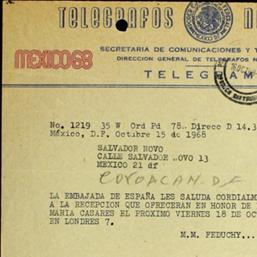 TELEGRAFOS N
MEXICO68
SECRETARIA DE COMUNICACIONES Y T
DIRECCION GENERAL DE TELEGRAFOS N
TELEGRAM
No. 1219 35 W Ord Pd 78 Direcc D 14.3
México, D.F. Octubre 15 de 1968
SALVADOR NOVO
CALLE SALVADOR NOVO 13
MEXICO 21 df
COYOACAN D F
LA EMBAJADA DE ESPAÑA LES SALUDA CORDIALM
A LA RECEPCION QUE OFRECERAN EN HONOR DE
MARIA CASARES EL PROXIMO VIERNES 18 DE OC
EN LONDRES 7.
M.M. FEDUCHY...